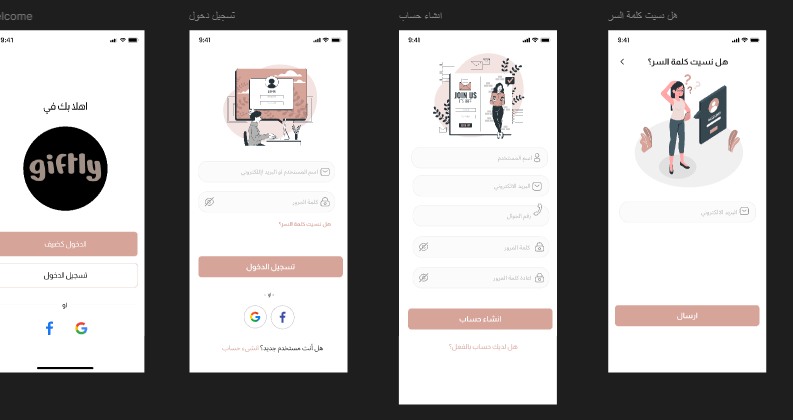 elcome
9:41
اهلا بك في
giftly
الدخول كضيف
تسجيل الدخول
او
تسجيل دخول
9:41
اسم المستخدم او البريد الإلكتروني
كلمة المرور
هل نسيت كلمة السر؟
تسجيل الدخول
- او -
هل أنت مستخدم جديد؟ انشىء حساب
انشاء حساب
9:41
JOIN US
اسم المستخدم
البريد الالكتروني
رقم الجوال
كلمة المرور
اعادة كلمة المرور
انشاء حساب
هل لديك حساب بالفعل؟
هل نسيت كلمة السر
9:41
هل نسيت كلمة السر؟
البريد الالكتروني
ارسال